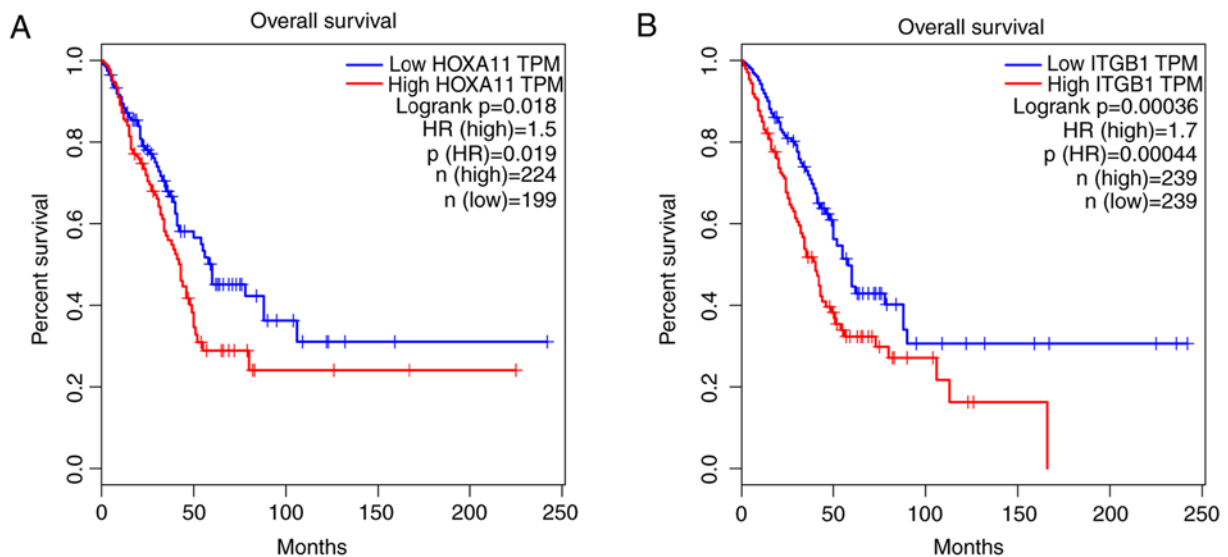 A
Overall survival
Low HOXA11 TPM
High HOXA11 TPM
Logrank p=0.018
HR (high)=1.5
p (HR)=0.019
n (high)=224
n (low)=199
Percent survival
1.0
0.8
0.6
0.4
0.2
0.0
0 50 100 150 200 250
Months
B
Overall survival
Low ITGB1 TPM
High ITGB1 TPM
Logrank p=0.00036
HR (high)=1.7
p (HR)=0.00044
n (high)=239
n (low)=239
Percent survival
1.0
0.8
0.6
0.4
0.2
0.0
0 50 100 150 200 250
Months